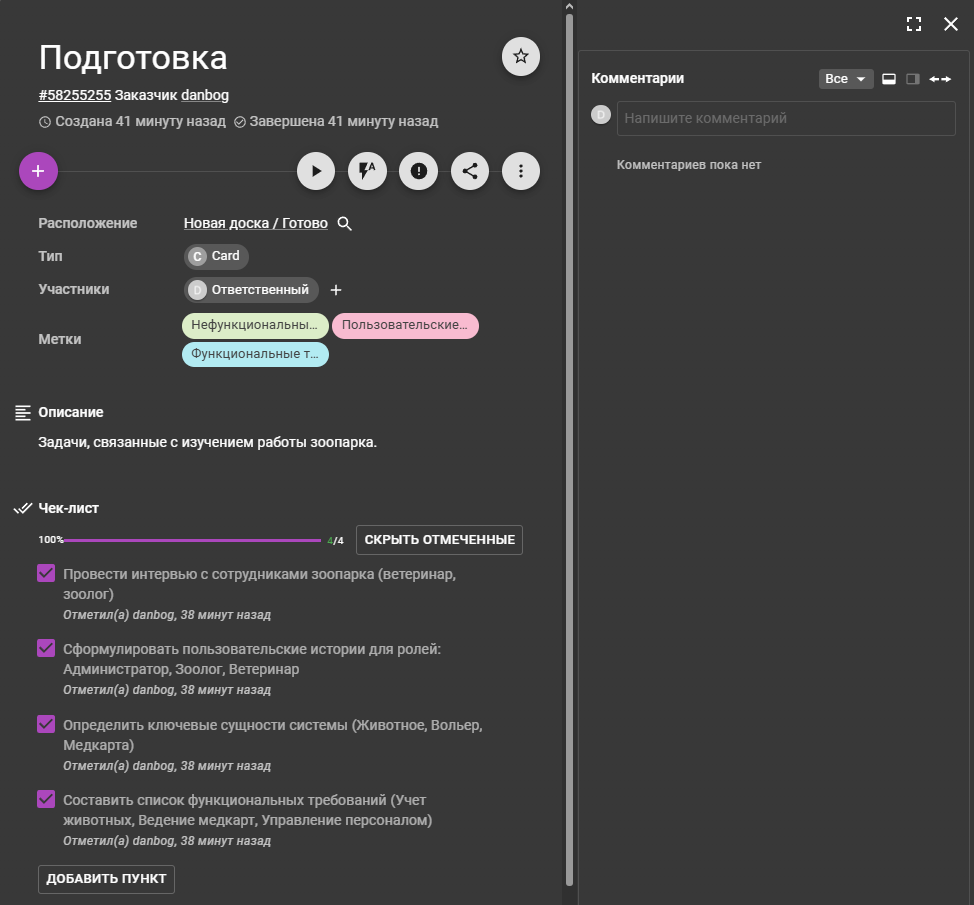 Подготовка
#58255255 Заказчик danbog
Создана 41 минуту назад Завершена 41 минуту назад
Расположение Новая доска / Готово
Тип C Card
Участники D Ответственный
Метки Нефункциональны... Пользовательские...
Функциональные т...
Описание
Задачи, связанные с изучением работы зоопарка.
Чек-лист
100% 4/4 СКРЫТЬ ОТМЕЧЕННЫЕ
Провести интервью с сотрудниками зоопарка (ветеринар,
зоолог)
Отметил(а) danbog, 38 минут назад
Сформулировать пользовательские истории для ролей:
Администратор, Зоолог, Ветеринар
Отметил(а) danbog, 38 минут назад
Определить ключевые сущности системы (Животное, Вольер,
Медкарта)
Отметил(а) danbog, 38 минут назад
Составить список функциональных требований (Учет
животных, Ведение медкарт, Управление персоналом)
Отметил(а) danbog, 38 минут назад
ДОБАВИТЬ ПУНКТ
Комментарии Все
D Напишите комментарий
Комментариев пока нет